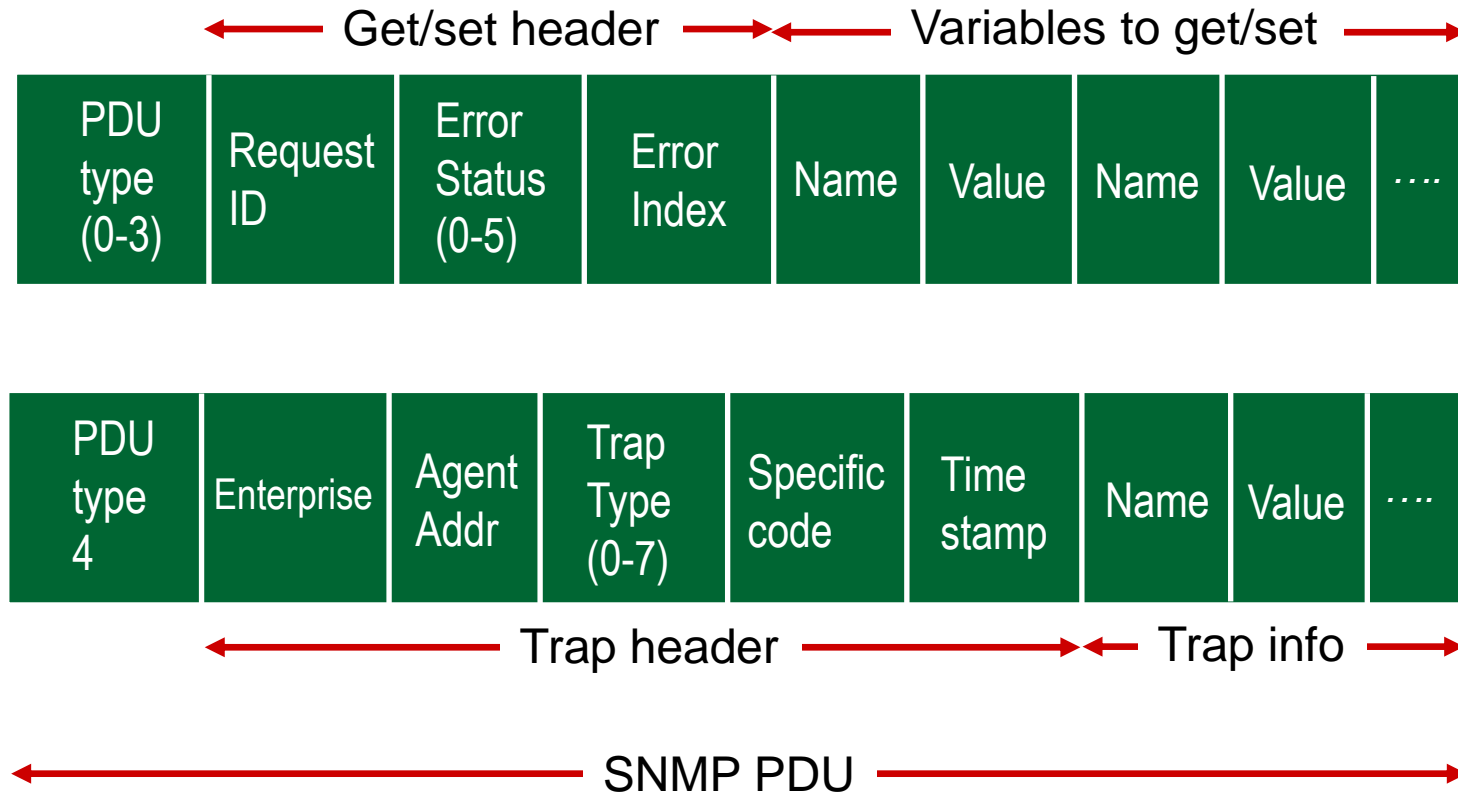 Get/set header
Variables to get/set
PDU
type
(0-3)
Request
ID
Error
Status
(0-5)
Error
Index
Name
Value
Name
Value
....
PDU
type
4
Enterprise
Agent
Addr
Trap
Type
(0-7)
Specific
code
Time
stamp
Name
Value
....
Trap header
Trap info
SNMP PDU